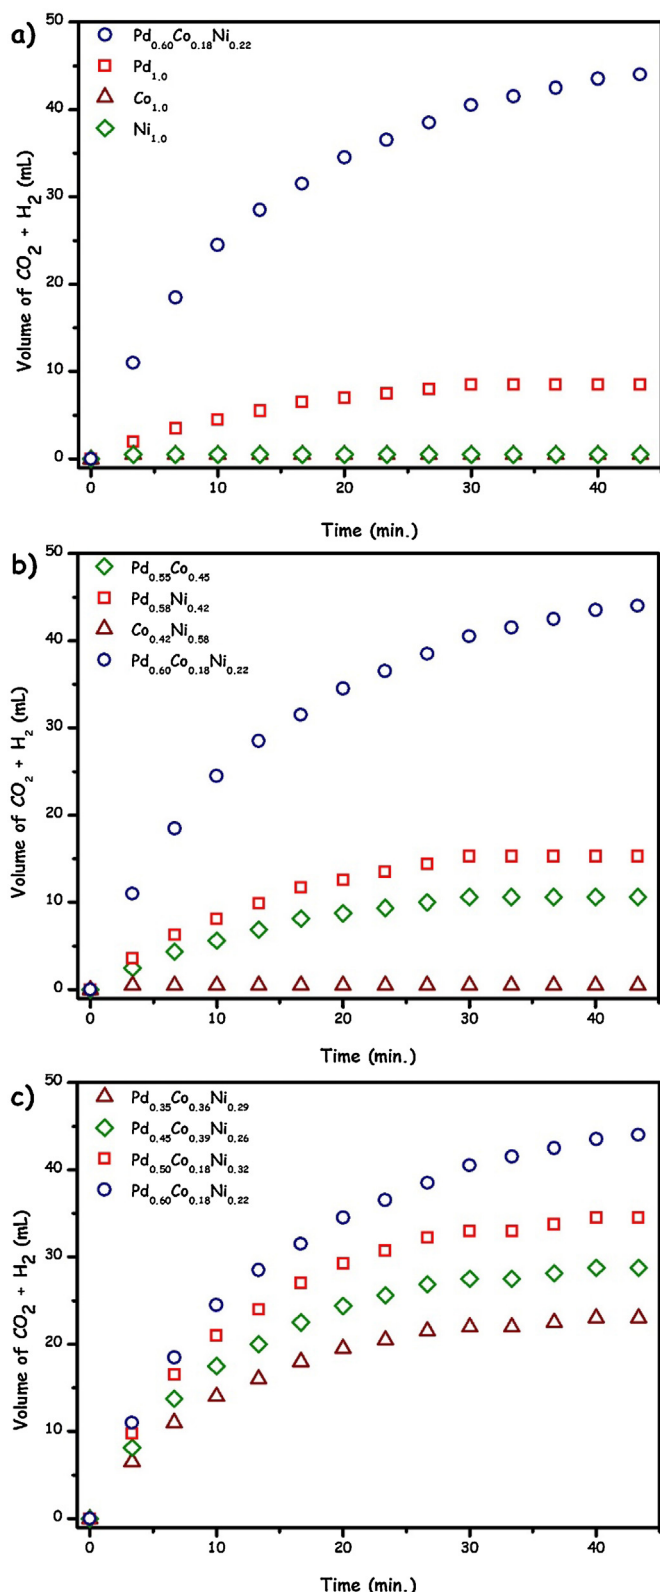 a)
Pd0.60Co0.18Ni0.22
Pd1.0
Co1.0
Ni1.0
50
40
30
20
10
0
Volume of CO2 + H2 (mL)
0 10 20 30 40
Time (min.)
b)
Pd0.55Co0.45
Pd0.58Ni0.42
Co0.42Ni0.58
Pd0.60Co0.18Ni0.22
50
40
30
20
10
0
Volume of CO2 + H2 (mL)
0 10 20 30 40
Time (min.)
c)
Pd0.35Co0.36Ni0.29
Pd0.45Co0.39Ni0.26
Pd0.50Co0.18Ni0.32
Pd0.60Co0.18Ni0.22
50
40
30
20
10
0
Volume of CO2 + H2 (mL)
0 10 20 30 40
Time (min.)